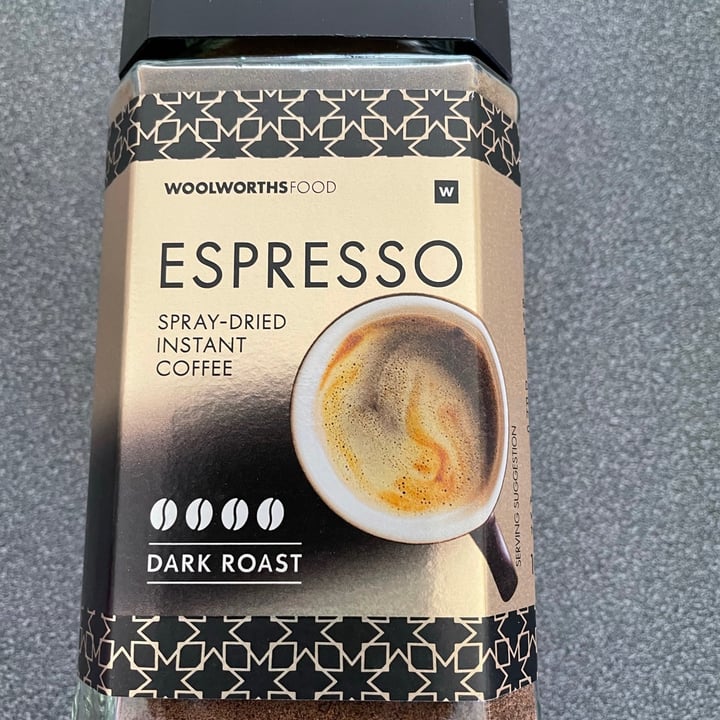 WOOLWORTHSFOOD
W
ESPRESSO
SPRAY-DRIED
INSTANT
COFFEE
DARK ROAST
SERVING SUGGESTION